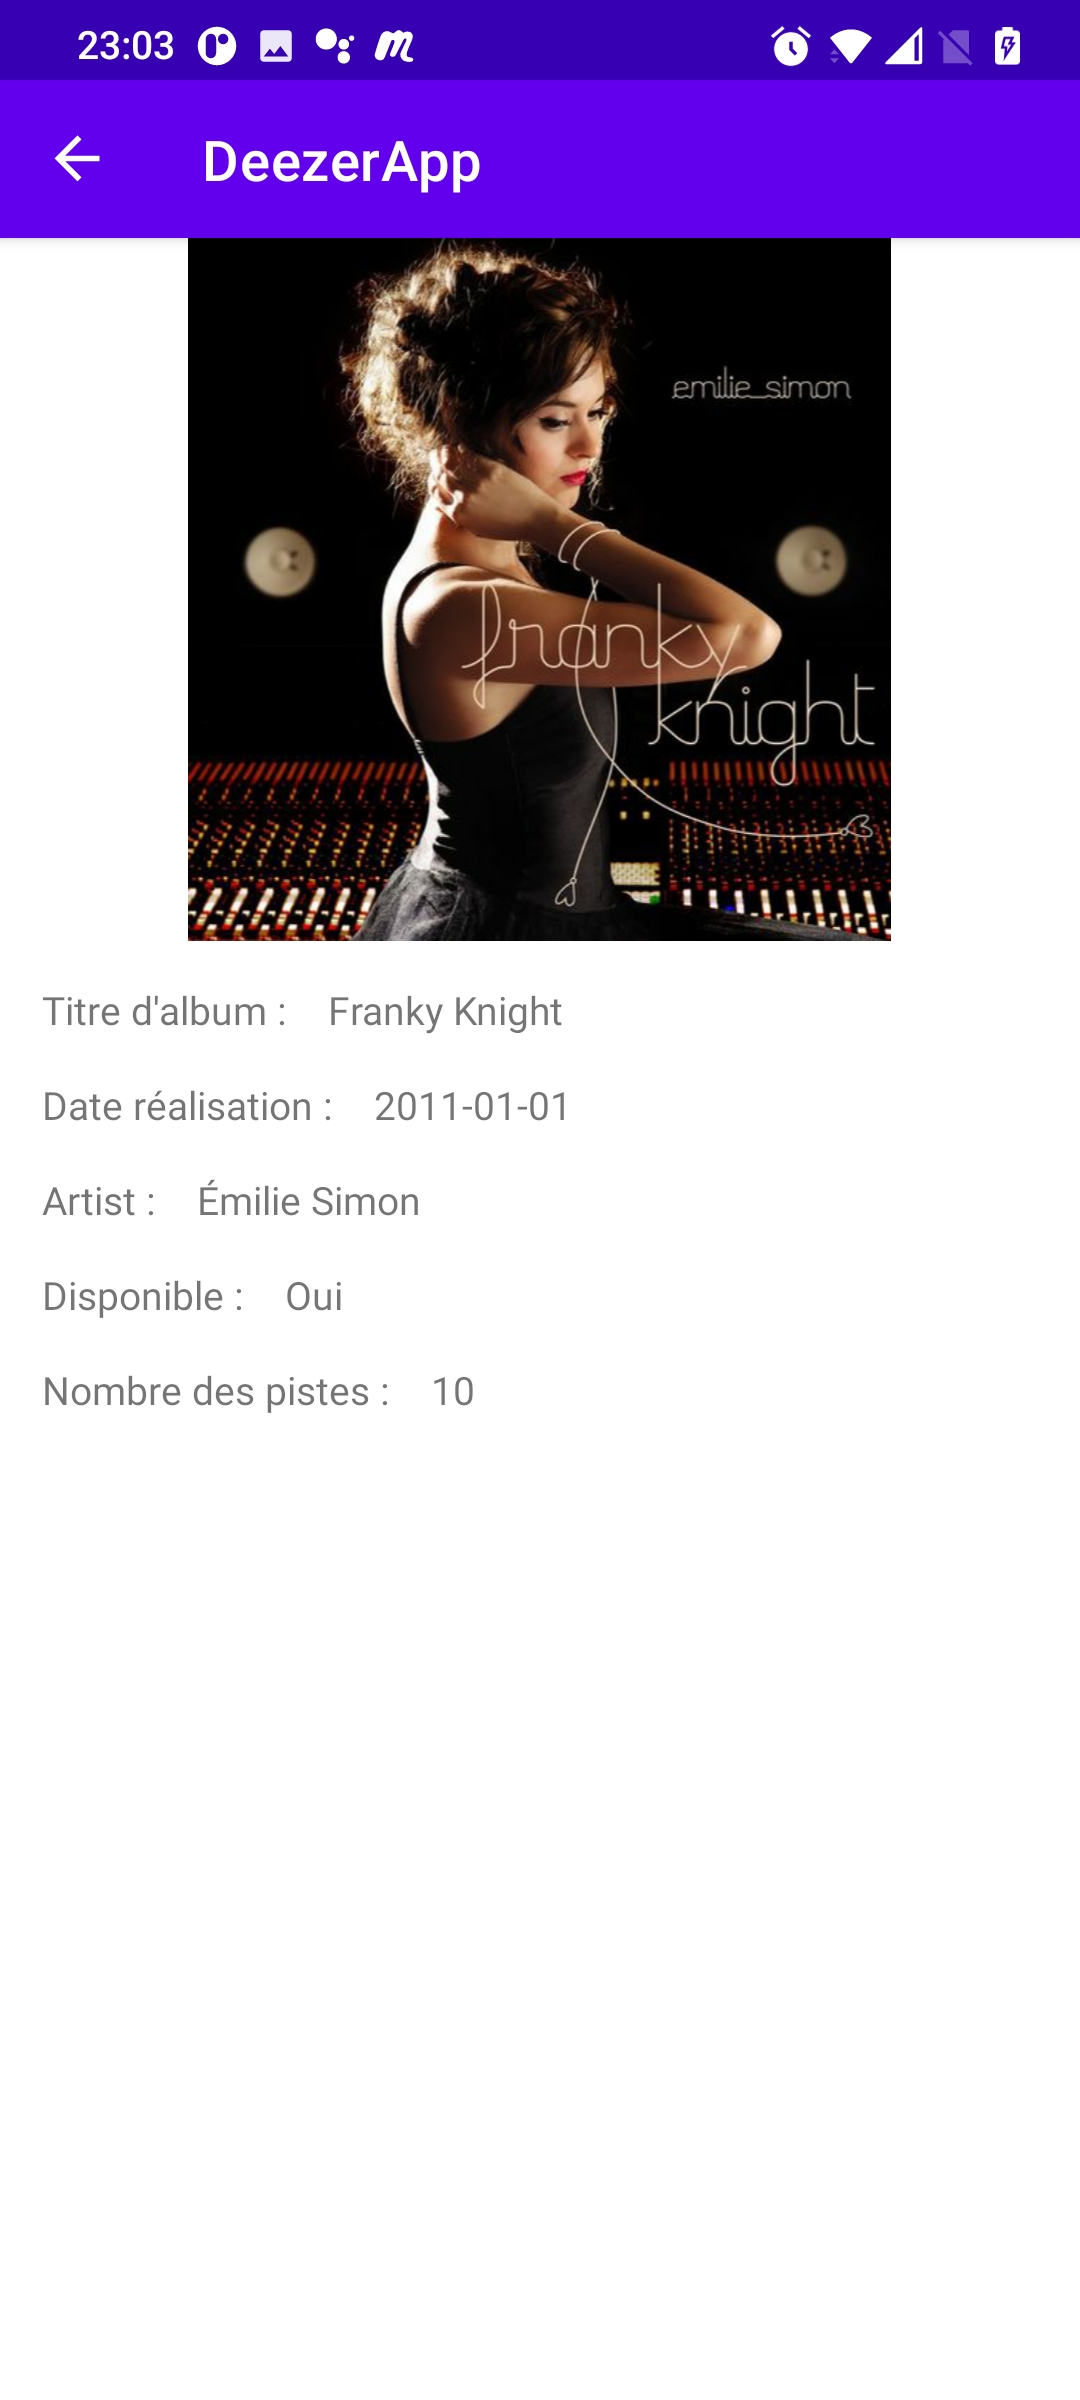 23:03
DeezerApp
emilie_simon
franky
knight
Titre d'album : Franky Knight
Date réalisation : 2011-01-01
Artist : Émilie Simon
Disponible : Oui
Nombre des pistes : 10